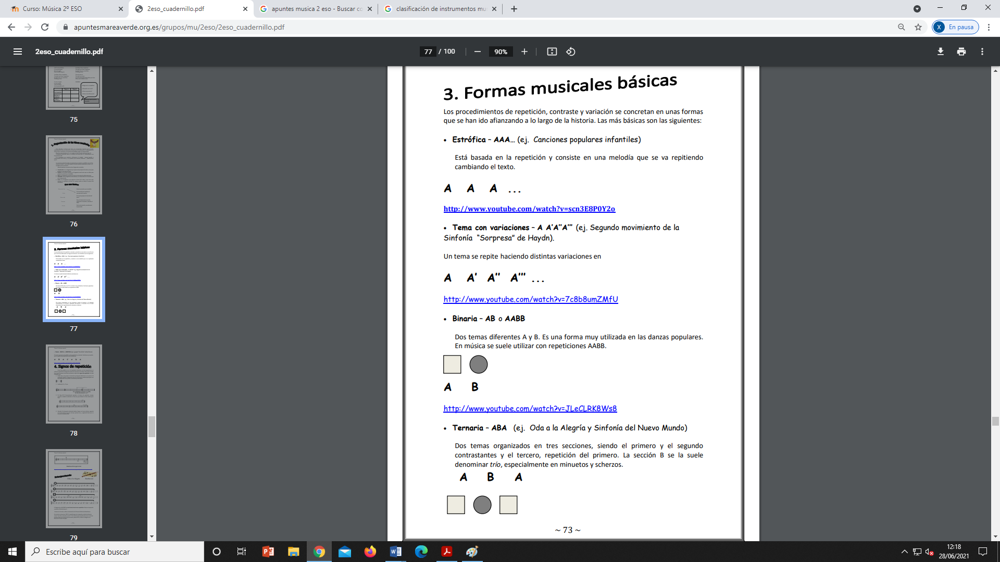 Curso: Música 2º ESO
2eso_cuadernillo.pdf
apuntes musica 2 eso - Buscar co
clasificación de instrumentos mu
apuntesmareaverde.org.es/grupos/mu/2eso/2eso_cuadernillo.pdf
X En pausa
2eso_cuadernillo.pdf
77 / 100
90%
3. Formas musicales básicas
Los procedimientos de repetición, contraste y variación se concretan en unas formas
que se han ido afianzando a lo largo de la historia. Las más básicas son las siguientes:
• Estrófica – AAA... (ej. Canciones populares infantiles)
Está basada en la repetición y consiste en una melodía que se va repitiendo
cambiando el texto.
A A A ...
http://www.youtube.com/watch?v=scn3E8P0Y2o
• Tema con variaciones – A A'A''A''' (ej. Segundo movimiento de la
Sinfonía "Sorpresa" de Haydn).
Un tema se repite haciendo distintas variaciones en
A A' A'' A''' ...
http://www.youtube.com/watch?v=7c8b8umZMfU
• Binaria – AB o AABB
Dos temas diferentes A y B. Es una forma muy utilizada en las danzas populares.
En música se suele utilizar con repeticiones AABB.
A B
http://www.youtube.com/watch?v=JLeCLRK8Ws8
• Ternaria – ABA (ej. Oda a la Alegría y Sinfonía del Nuevo Mundo)
Dos temas organizados en tres secciones, siendo el primero y el segundo
contrastantes y el tercero, repetición del primero. La sección B se la suele
denominar trío, especialmente en minuetos y scherzos.
A B A
~ 73 ~
75
76
3. Formas musicales básicas
77
4. Signos de repetición
78
79
Escribe aquí para buscar
12:18
28/06/2021